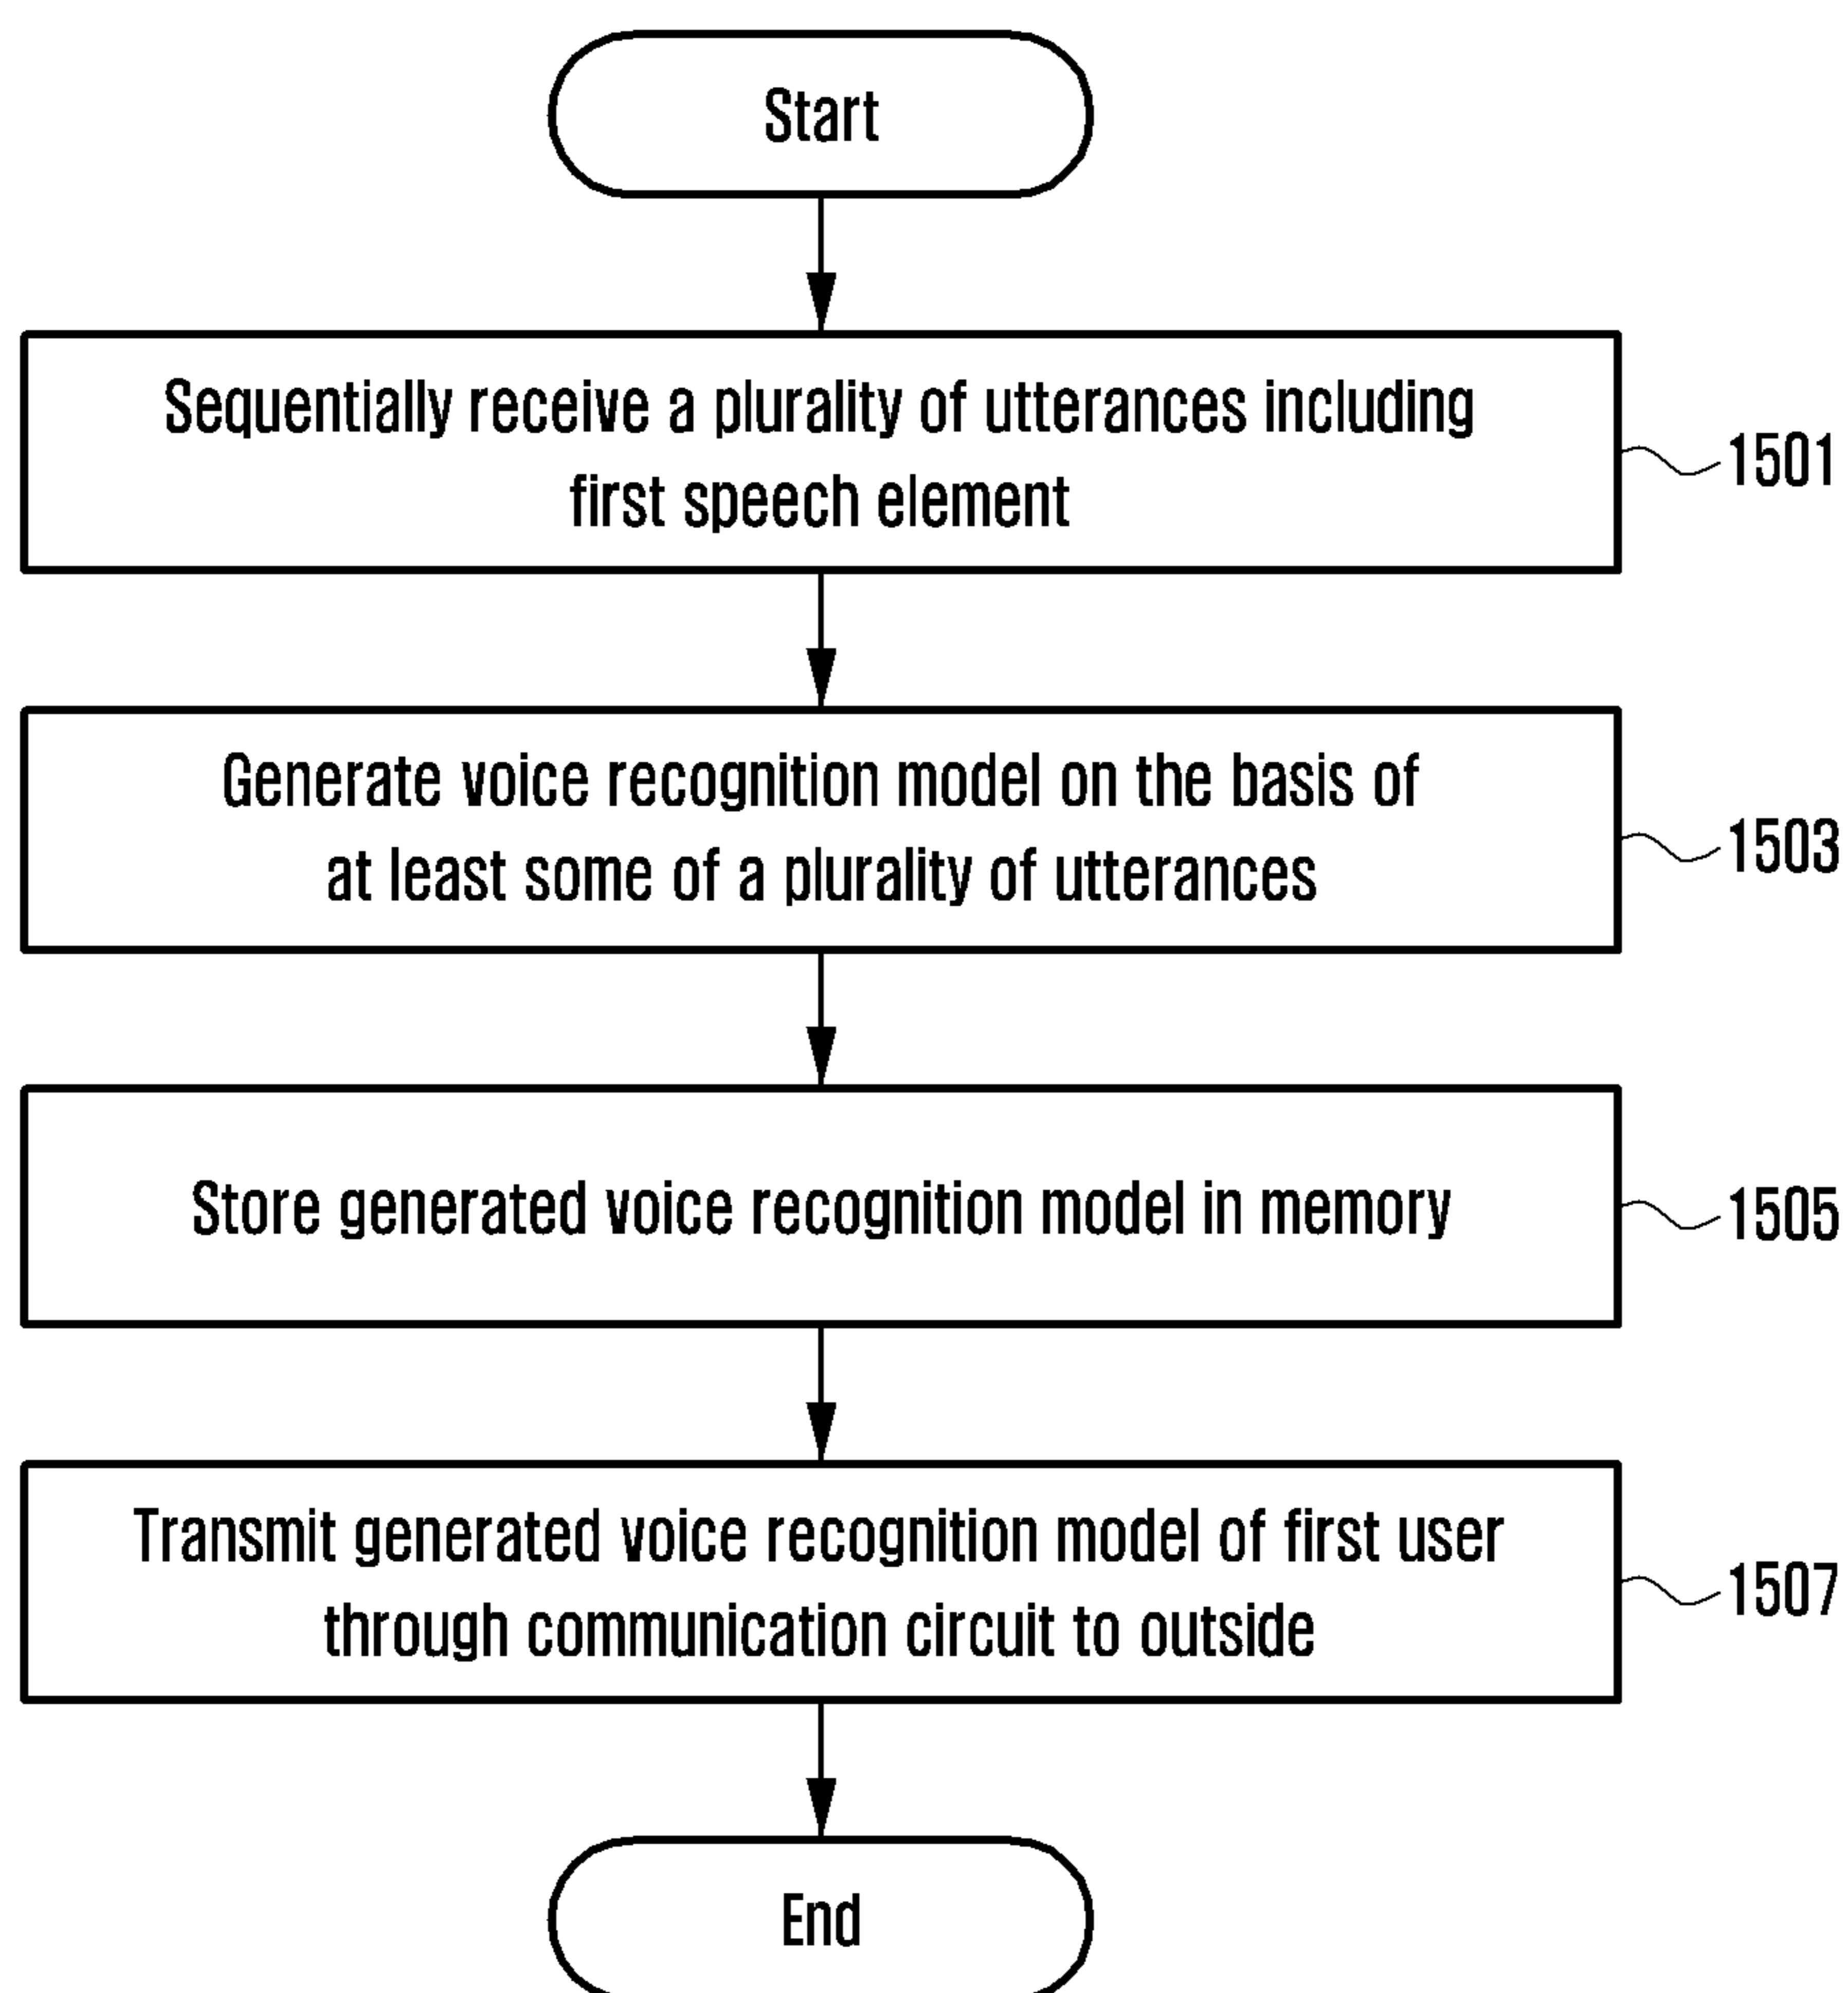 Start
Sequentially receive a plurality of utterances including
first speech element
1501
Generate voice recognition model on the basis of
at least some of a plurality of utterances
1503
Store generated voice recognition model in memory
1505
Transmit generated voice recognition model of first user
through communication circuit to outside
1507
End